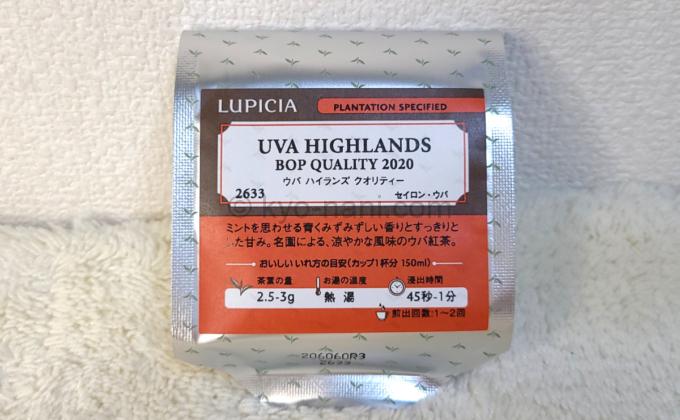 LUPICIA
PLANTATION SPECIFIED
UVA HIGHLANDS
BOP QUALITY 2020
ウバ ハイランズ クオリティー
2633
セイロン・ウバ
© kyo-nani.com
ミントを思わせる青くみずみずしい香りとすっきりと
した甘み。名園による、涼やかな風味のウバ紅茶。
おいしいいれ方の目安(カップ1杯分 150ml)
茶葉の量 お湯の温度 浸出時間
2.5-3g 熱湯 45秒-1分
煎出回数:1〜2回
206060R3
2633